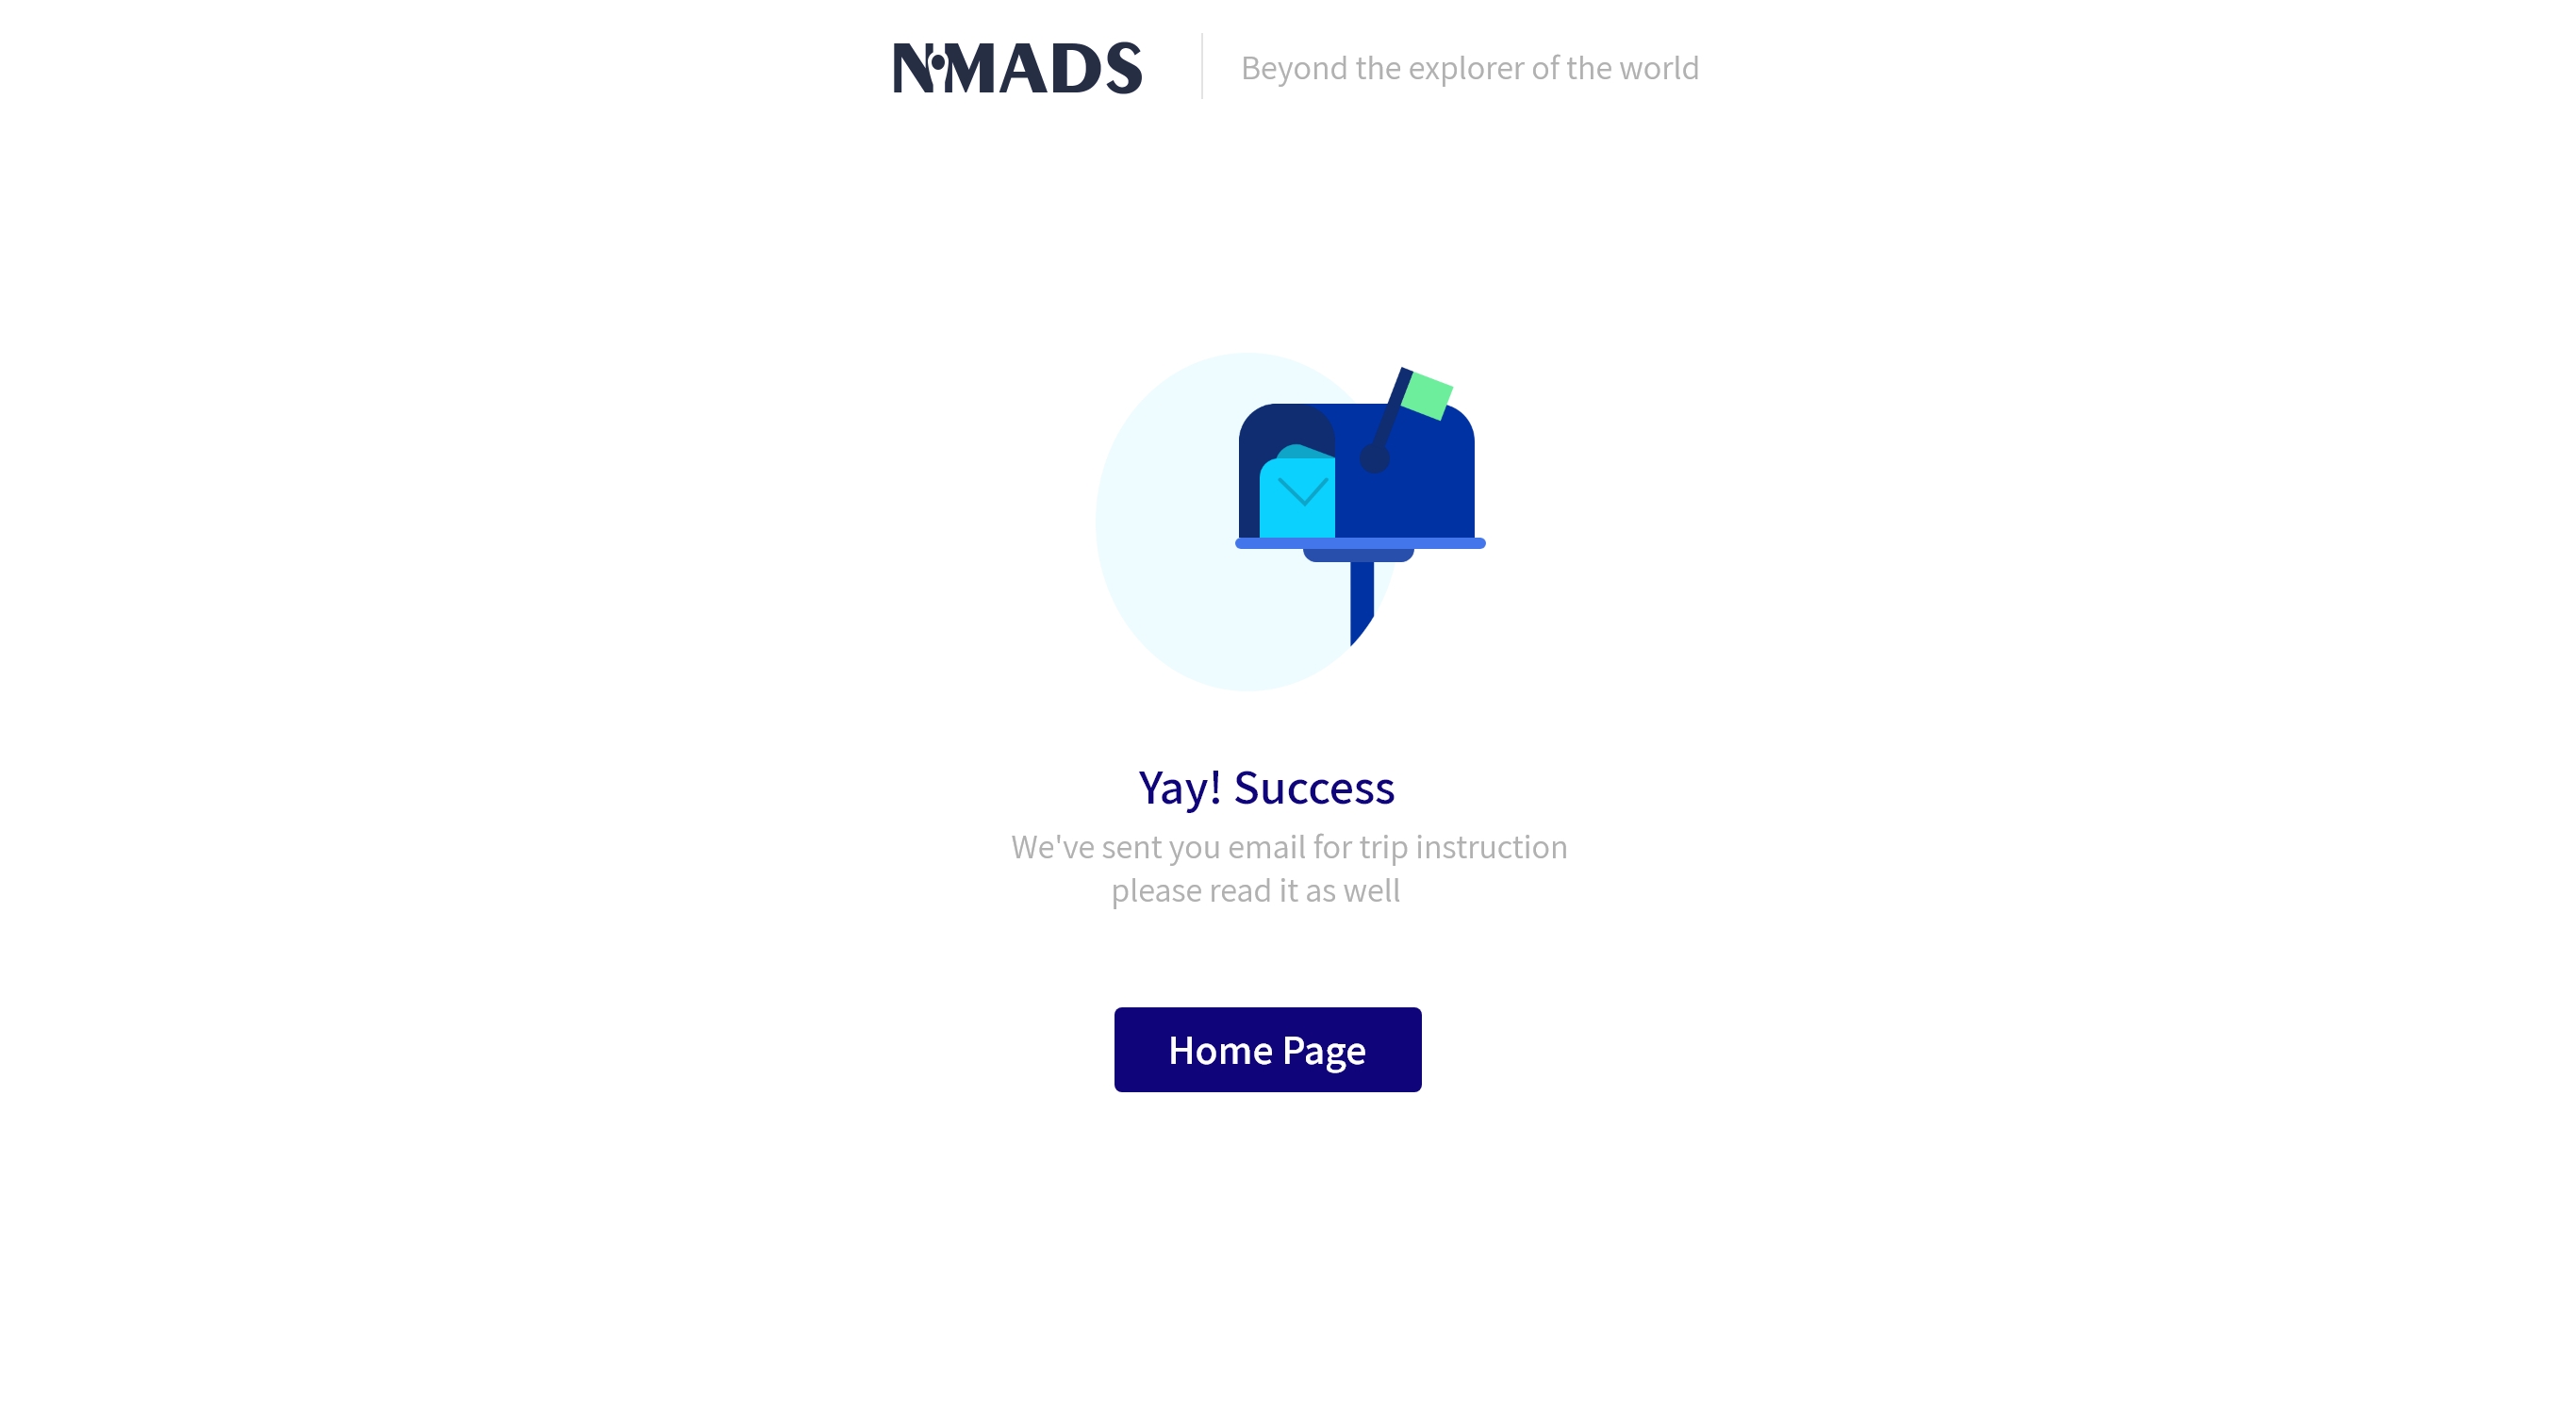 NOMADS
Beyond the explorer of the world
Yay! Success
We've sent you email for trip instruction
please read it as well
Home Page